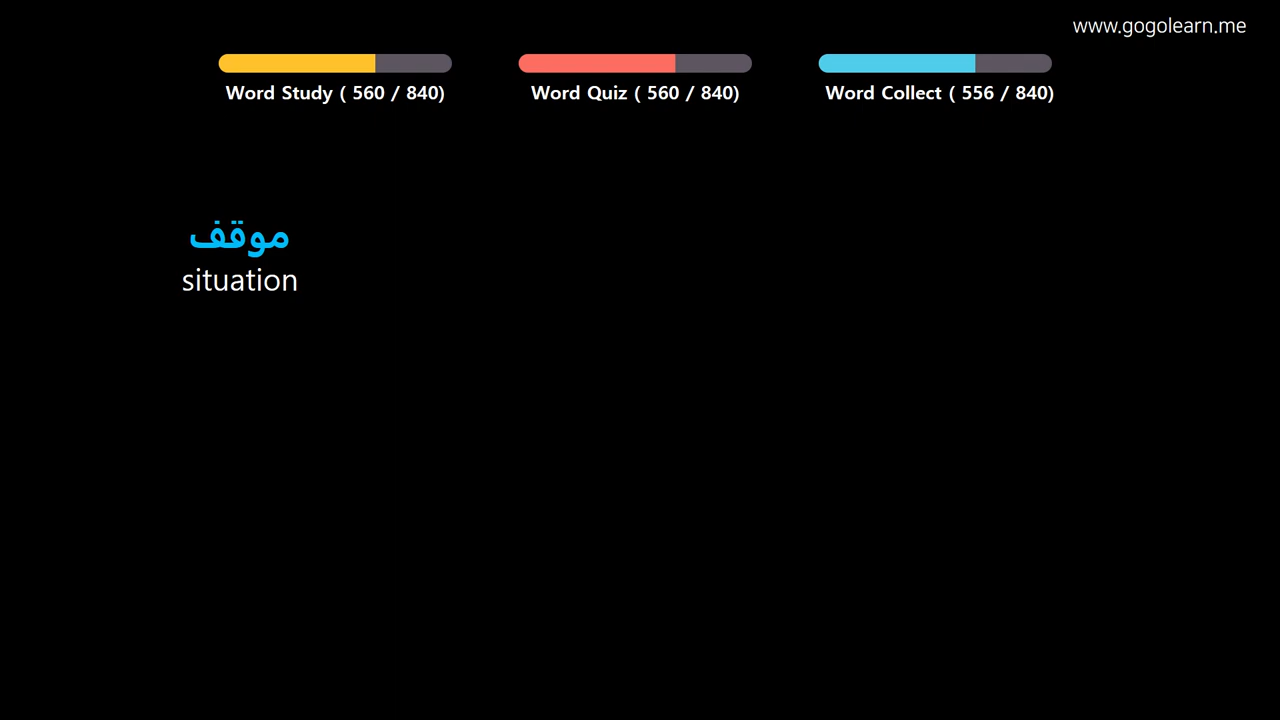 www.gogolearn.me
Word Study ( 560 / 840)
Word Quiz ( 560 / 840)
Word Collect ( 556 / 840)
موقف
situation